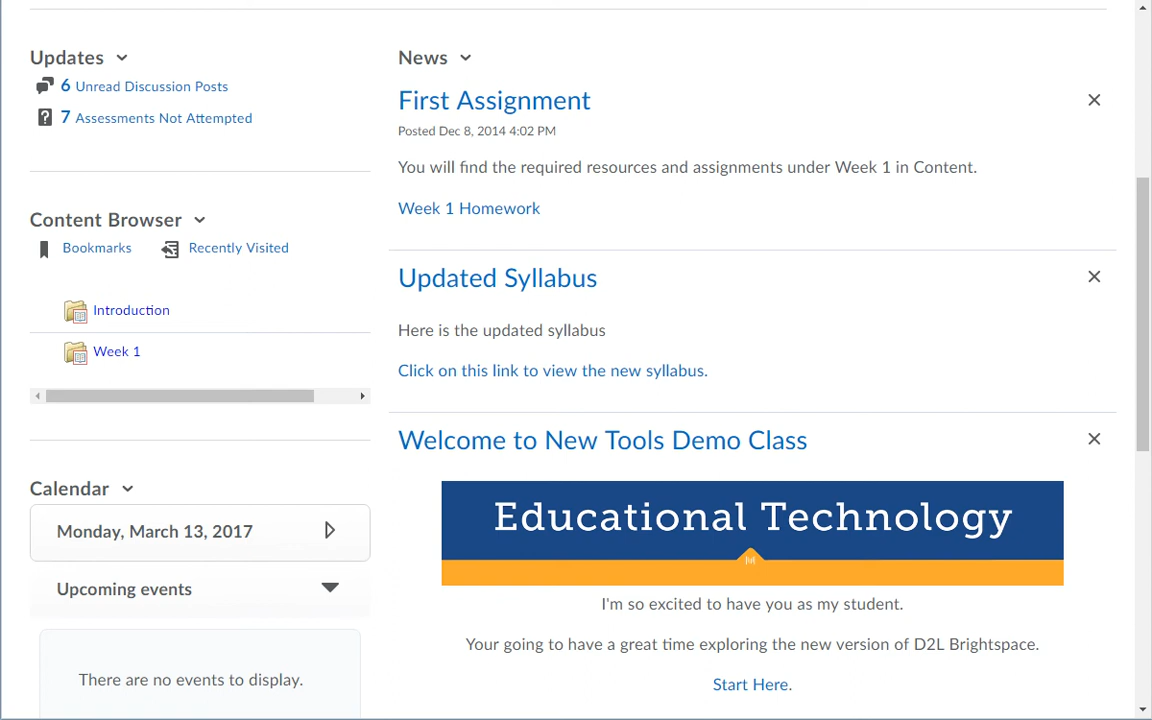 Updates
6 Unread Discussion Posts
7 Assessments Not Attempted
Content Browser
Bookmarks Recently Visited
Introduction
Week 1
Calendar
Monday, March 13, 2017
Upcoming events
There are no events to display.
News
First Assignment
Posted Dec 8, 2014 4:02 PM
You will find the required resources and assignments under Week 1 in Content.
Week 1 Homework
Updated Syllabus
Here is the updated syllabus
Click on this link to view the new syllabus.
Welcome to New Tools Demo Class
Educational Technology
M
I'm so excited to have you as my student.
Your going to have a great time exploring the new version of D2L Brightspace.
Start Here.